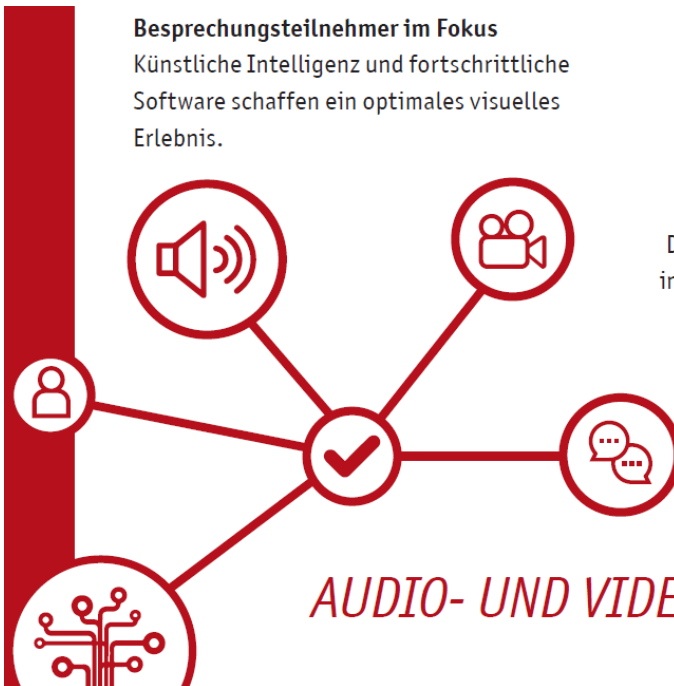 Besprechungsteilnehmer im Fokus
Künstliche Intelligenz und fortschrittliche
Software schaffen ein optimales visuelles
Erlebnis.
AUDIO- UND VIDE